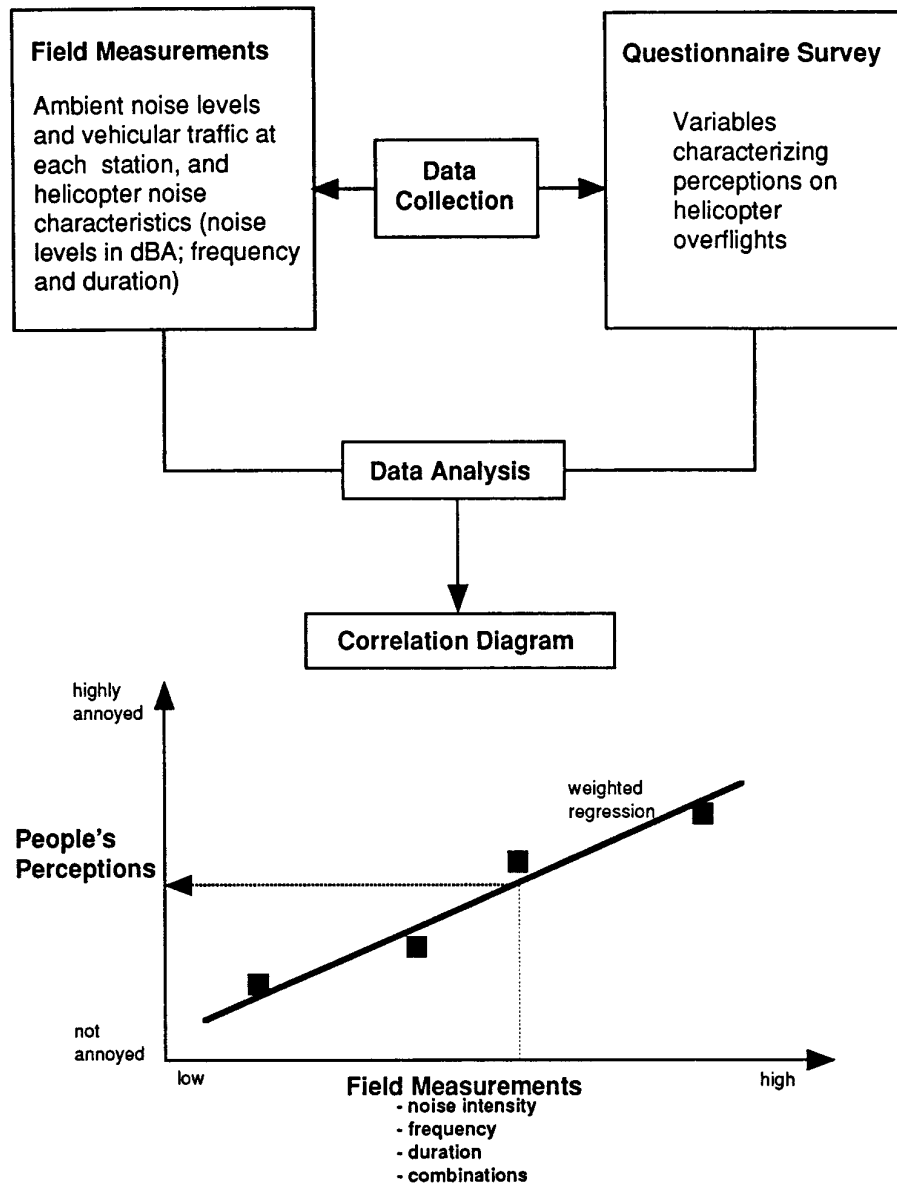 Field Measurements
Ambient noise levels
and vehicular traffic at
each station, and
helicopter noise
characteristics (noise
levels in dBA; frequency
and duration)
Data
Collection
Questionnaire Survey
Variables
characterizing
perceptions on
helicopter
overflights
Data Analysis
Correlation Diagram
highly
annoyed
weighted
regression
People's
Perceptions
not
annoyed
low
high
Field Measurements
- noise intensity
- frequency
- duration
- combinations